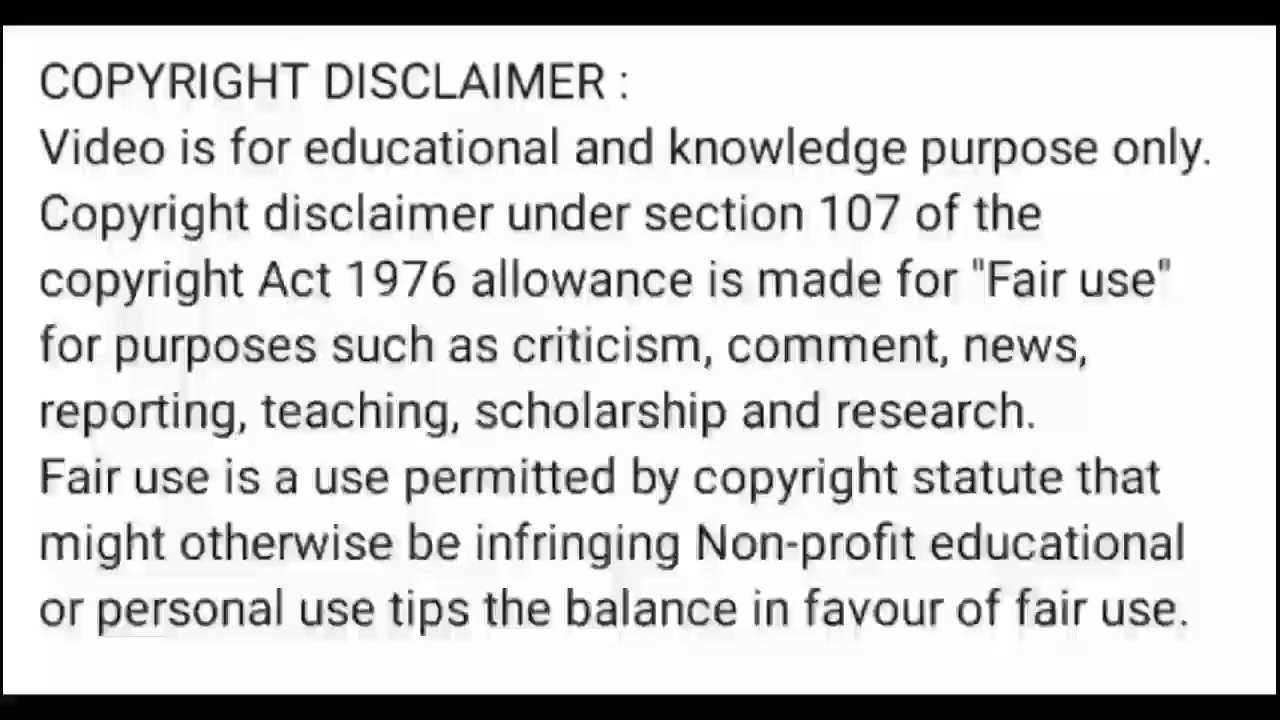 COPYRIGHT DISCLAIMER :
Video is for educational and knowledge purpose only.
Copyright disclaimer under section 107 of the
copyright Act 1976 allowance is made for "Fair use"
for purposes such as criticism, comment, news,
reporting, teaching, scholarship and research.
Fair use is a use permitted by copyright statute that
might otherwise be infringing Non-profit educational
or personal use tips the balance in favour of fair use.